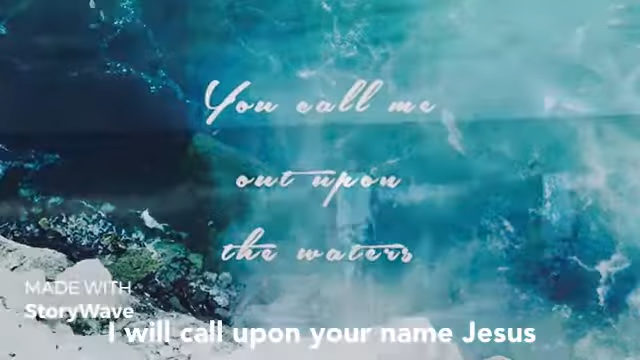 You call me
out upon
the waters
MADE WITH
StoryWave
I will call upon your name Jesus